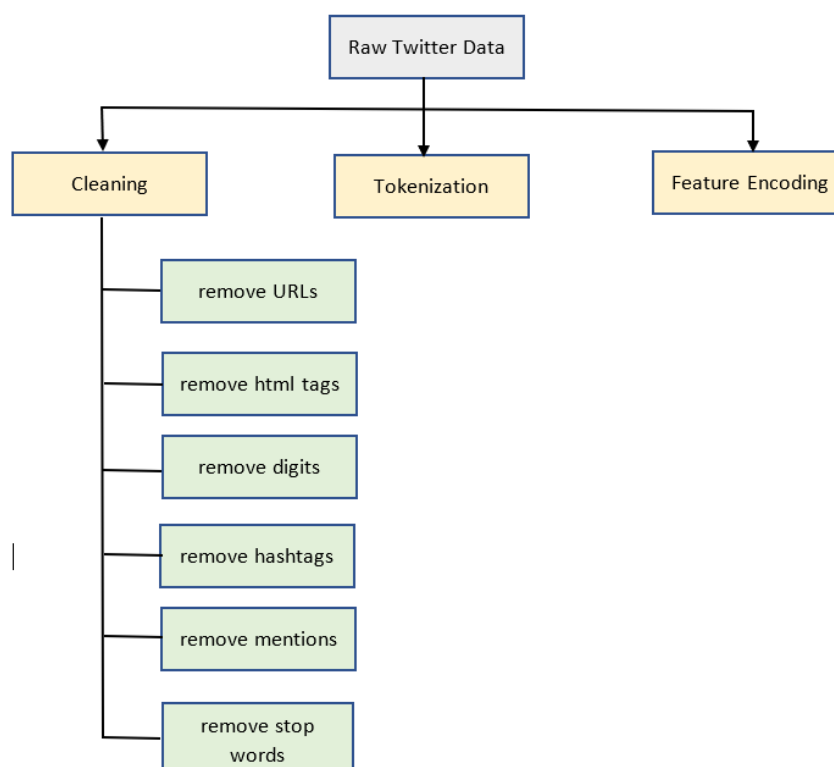 Raw Twitter Data
Cleaning
Tokenization
Feature Encoding
remove URLs
remove html tags
remove digits
remove hashtags
remove mentions
remove stop
words